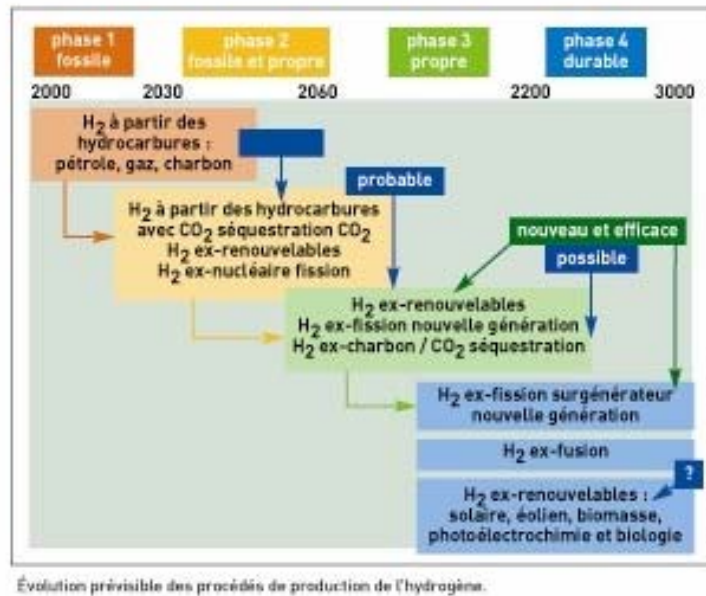 phase 1
fossile
phase 2
fossile et propre
phase 3
propre
phase 4
durable
2000
2030
2060
2200
3000
H2 à partir des
hydrocarbures :
pétrole, gaz, charbon
probable
H2 à partir des hydrocarbures
avec CO2 séquestration CO2
H2 ex-renouvelables
H2 ex-nucléaire fission
nouveau et efficace
possible
H2 ex-renouvelables
H2 ex-fission nouvelle génération
H2 ex-charbon / CO2 séquestration
H2 ex-fission surgénérateur
nouvelle génération
H2 ex-fusion
?
H2 ex-renouvelables :
solaire, éolien, biomasse,
photoélectrochimie et biologie
Évolution prévisible des procédés de production de l'hydrogène.